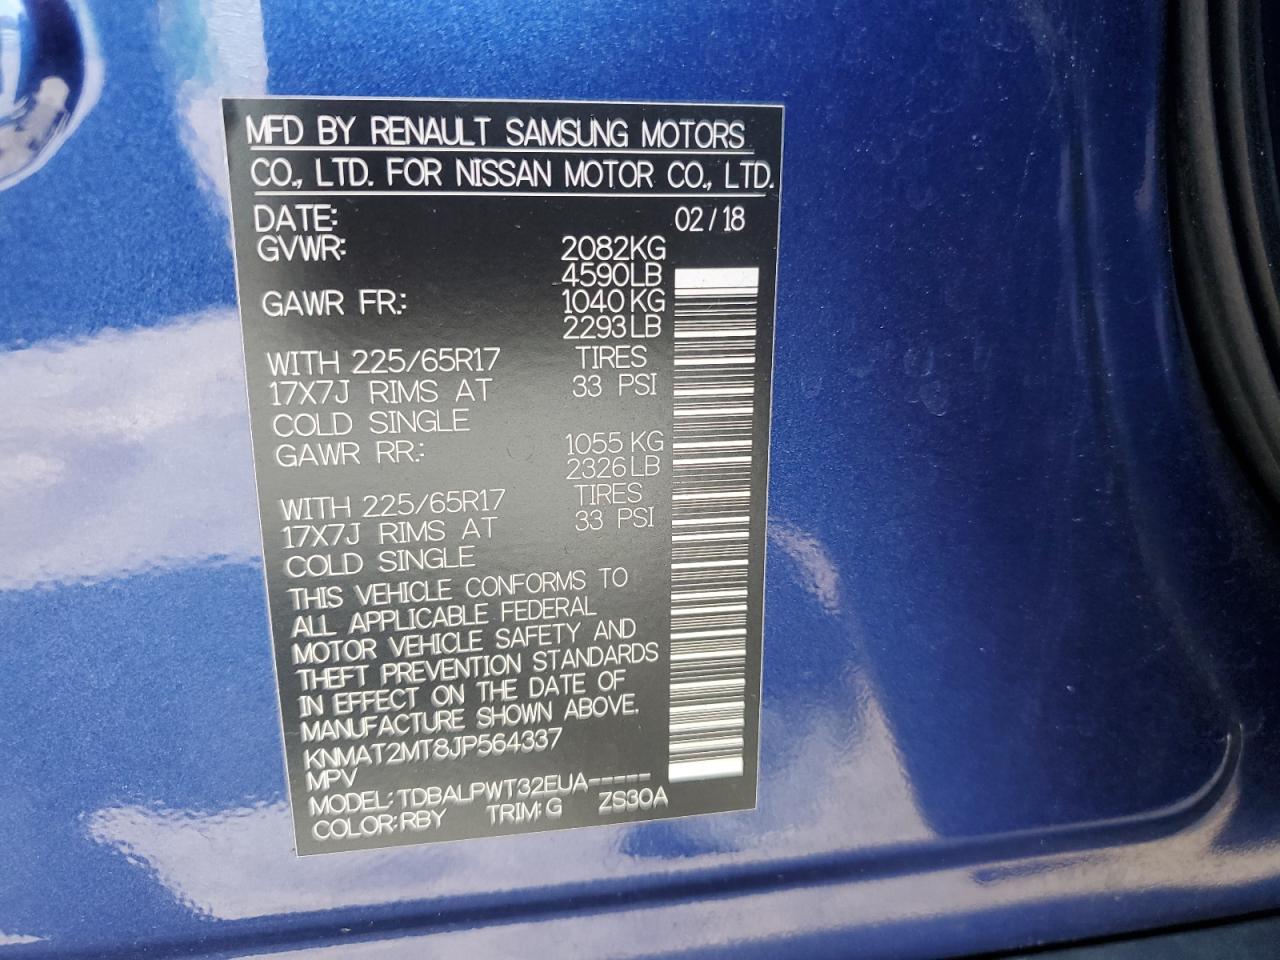 MFD BY RENAULT SAMSUNG MOTORS
CO., LTD. FOR NISSAN MOTOR CO., LTD.
DATE: 02/18
GVWR: 2082KG
4590LB
GAWR FR.: 1040KG
2293LB
WITH 225/65R17 TIRES
17X7J RIMS AT 33 PSI
COLD SINGLE
GAWR RR.: 1055KG
2326LB
WITH 225/65R17 TIRES
17X7J RIMS AT 33 PSI
COLD SINGLE
THIS VEHICLE CONFORMS TO
ALL APPLICABLE FEDERAL
MOTOR VEHICLE SAFETY AND
THEFT PREVENTION STANDARDS
IN EFFECT ON THE DATE OF
MANUFACTURE SHOWN ABOVE.
KNMAT2MT8JP564337
MPV
MODEL:TDBALPWT32EUA-----
COLOR:RBY TRIM:G ZS30A